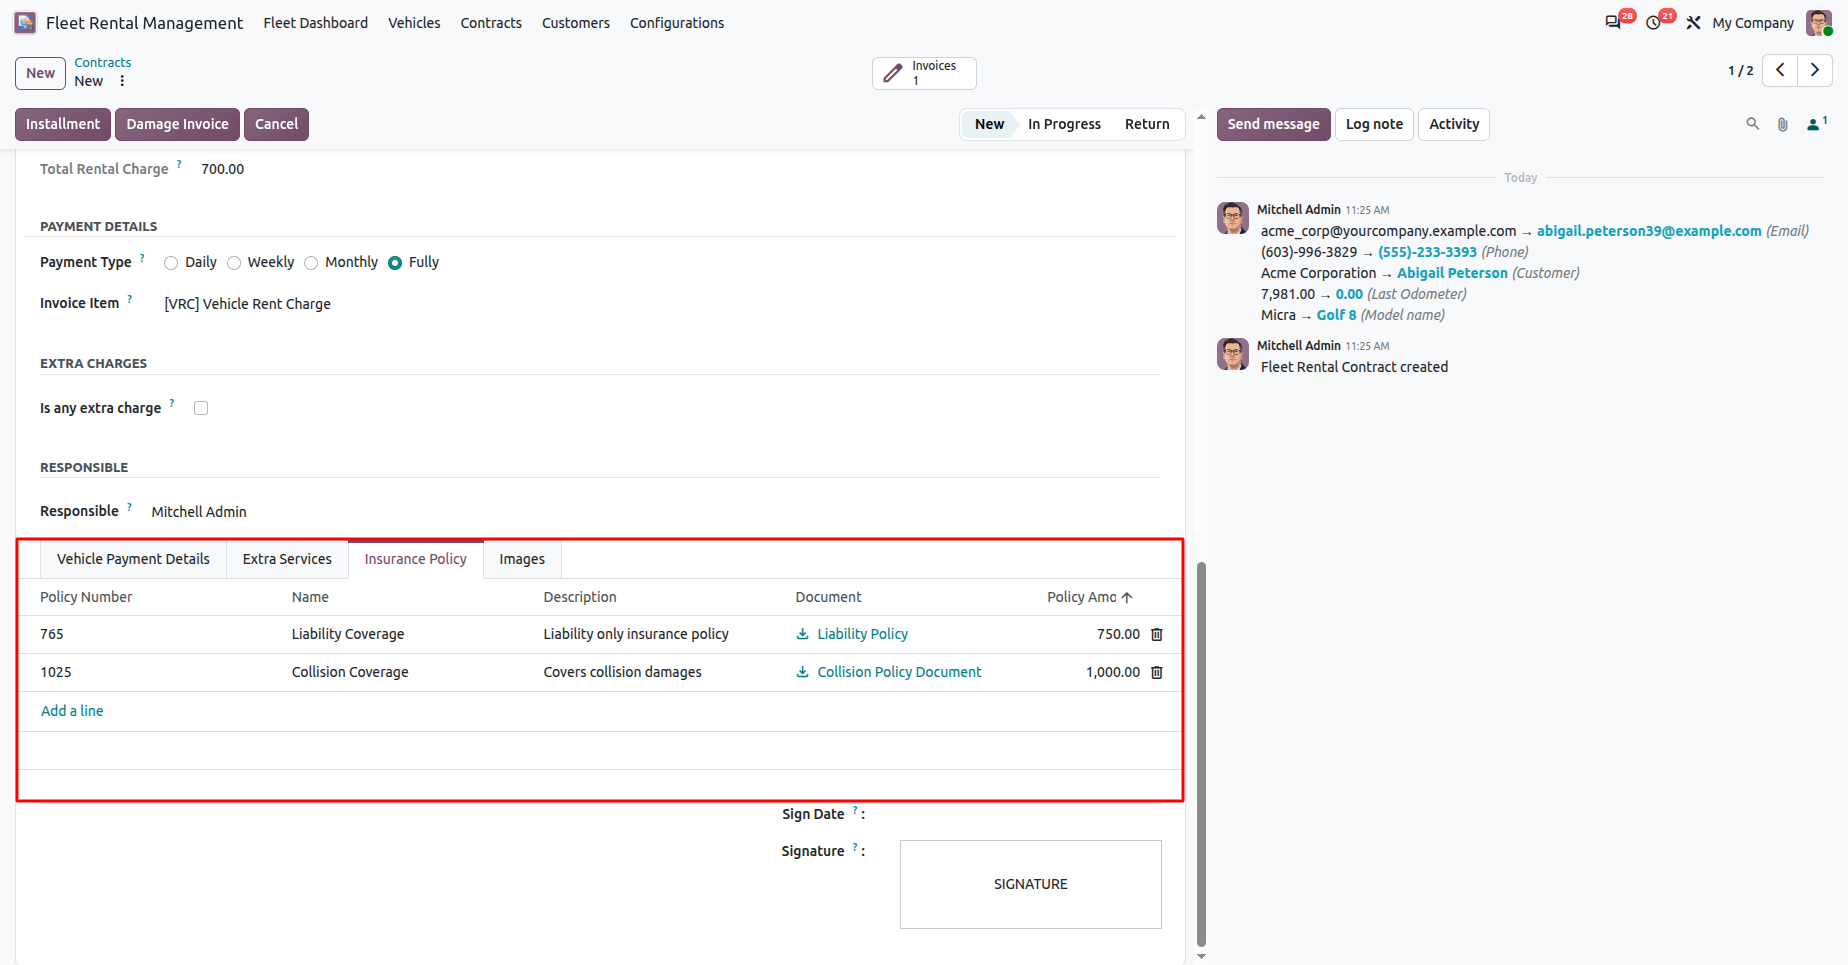 Fleet Rental Management Fleet Dashboard Vehicles Contracts Customers Configurations 28 21 My Company
New Contracts
New
Invoices
1
1 / 2
Installment Damage Invoice Cancel New In Progress Return
Send message Log note Activity 1
Total Rental Charge ? 700.00
PAYMENT DETAILS
Payment Type ? Daily Weekly Monthly Fully
Invoice Item ? [VRC] Vehicle Rent Charge
EXTRA CHARGES
Is any extra charge ?
RESPONSIBLE
Responsible ? Mitchell Admin
Vehicle Payment Details Extra Services Insurance Policy Images
Policy Number Name Description Document Policy Amo
765 Liability Coverage Liability only insurance policy Liability Policy 750.00
1025 Collision Coverage Covers collision damages Collision Policy Document 1,000.00
Add a line
Sign Date ? :
Signature ? :
SIGNATURE
Today
Mitchell Admin 11:25 AM
acme_corp@yourcompany.example.com → abigail.peterson39@example.com (Email)
(603)-996-3829 → (555)-233-3393 (Phone)
Acme Corporation → Abigail Peterson (Customer)
7,981.00 → 0.00 (Last Odometer)
Micra → Golf 8 (Model name)
Mitchell Admin 11:25 AM
Fleet Rental Contract created